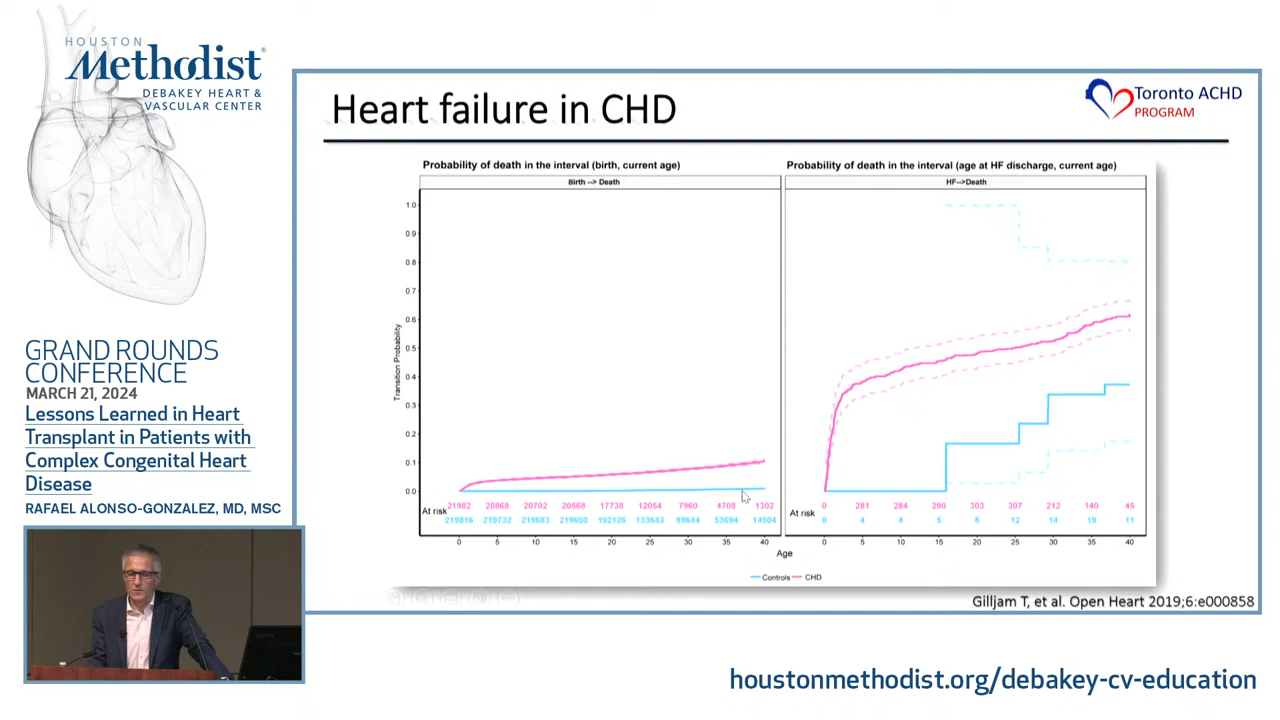 HOUSTON
Methodist®
DEBAKEY HEART &
VASCULAR CENTER
GRAND ROUNDS
CONFERENCE
MARCH 21, 2024
Lessons Learned in Heart
Transplant in Patients with
Complex Congenital Heart
Disease
RAFAEL ALONSO-GONZALEZ, MD, MSC
Heart failure in CHD
Toronto ACHD
PROGRAM
Probability of death in the interval (birth, current age)
Birth --> Death
Transition Probability
1.0
0.9
0.8
0.7
0.6
0.5
0.4
0.3
0.2
0.1
0.0
At risk
21982 20868 20702 20568 17738 12054 7960 4708 1302
219816 219732 219683 219600 192126 133643 89644 53694 14904
0 5 10 15 20 25 30 35 40
Probability of death in the interval (age at HF discharge, current age)
HF-->Death
At risk
0 281 284 290 303 307 212 140 45
0 4 4 5 8 12 14 19 11
0 5 10 15 20 25 30 35 40
Age
Controls CHD
Gilljam T, et al. Open Heart 2019;6:e000858
houstonmethodist.org/debakey-cv-education